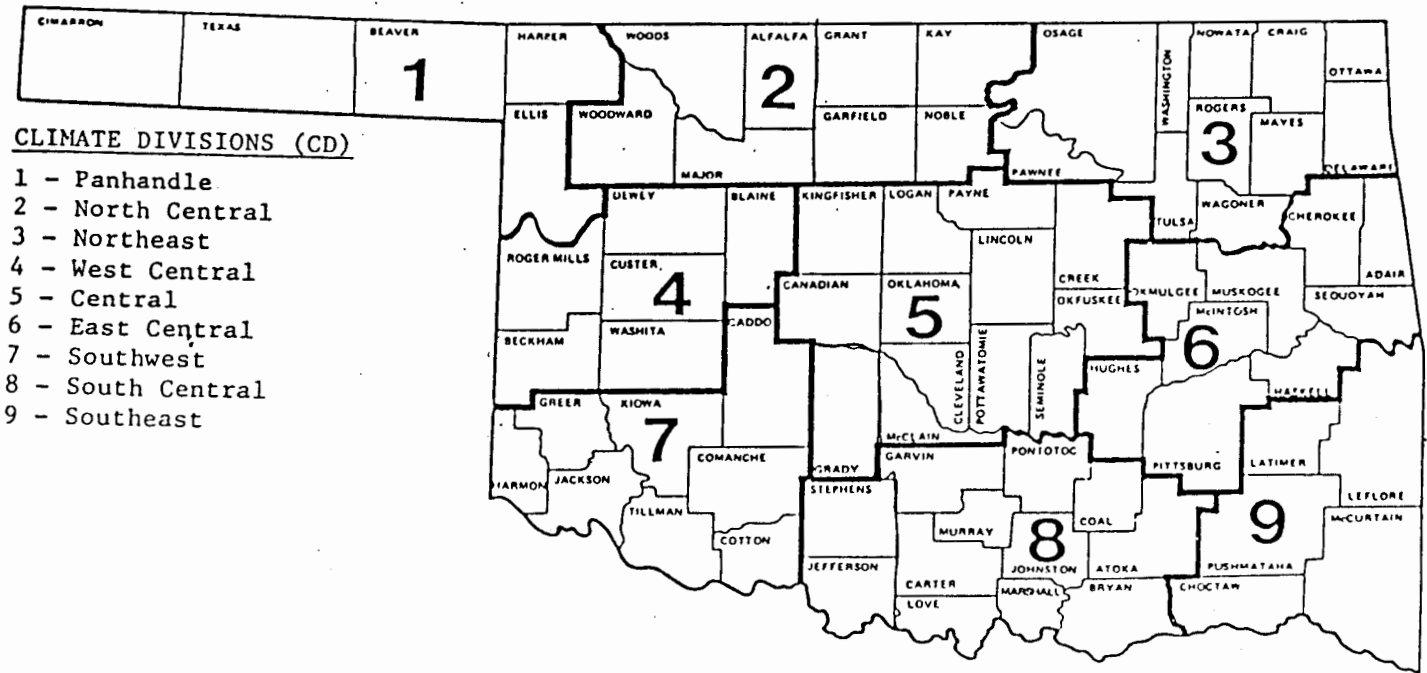 CIMARRON
TEXAS
BEAVER
HARPER
WOODS
ALFALFA
GRANT
KAY
OSAGE
WASHINGTON
NOWATA
CRAIG
OTTAWA
1
2
ELLIS
WOODWARD
GARFIELD
NOBLE
ROGERS
3
MAYES
CLIMATE DIVISIONS (CD)
1 - Panhandle
2 - North Central
3 - Northeast
4 - West Central
5 - Central
6 - East Central
7 - Southwest
8 - South Central
9 - Southeast
MAJOR
PAWNEE
DELAWARE
DEWEY
BLAINE
KINGFISHER
LOGAN
PAYNE
TULSA
WAGONER
CHEROKEE
LINCOLN
ROGER MILLS
CUSTER
4
CANADIAN
OKLAHOMA
5
CREEK
OKFUSKEE
OKMULGEE
MUSKOGEE
ADAIR
SEQUOYAH
McINTOSH
6
BECKHAM
WASHITA
CADDO
CLEVELAND
POTTAWATOMIE
SEMINOLE
HUGHES
HASKELL
GREER
KIOWA
7
McCLAIN
COMANCHE
GRADY
GARVIN
PONTOTOC
PITTSBURG
LATIMER
HARMON
JACKSON
STEPHENS
LEFLORE
TILLMAN
COTTON
MURRAY
8
COAL
9
McCURTAIN
JEFFERSON
JOHNSTON
ATOKA
PUSHMATAHA
CARTER
LOVE
MARSHALL
BRYAN
CHOCTAW